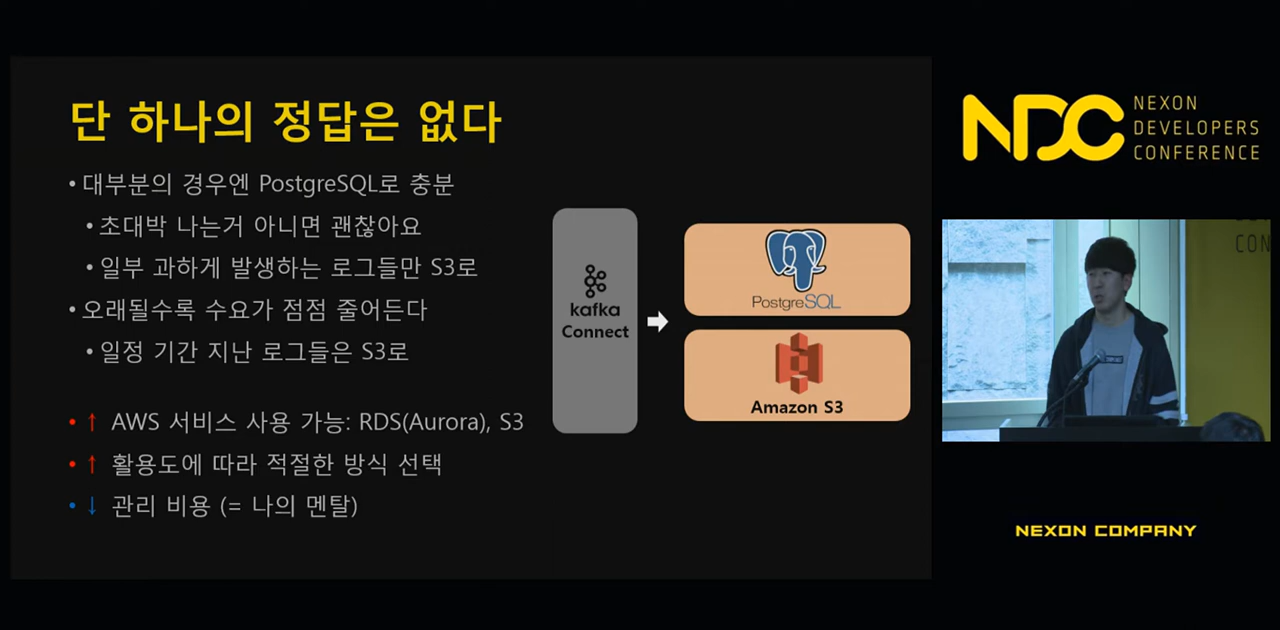 단 하나의 정답은 없다
• 대부분의 경우엔 PostgreSQL로 충분
• 초대박 나는거 아니면 괜찮아요
• 일부 과하게 발생하는 로그들만 S3로
• 오래될수록 수요가 점점 줄어든다
• 일정 기간 지난 로그들은 S3로
• ↑ AWS 서비스 사용 가능: RDS(Aurora), S3
• ↑ 활용도에 따라 적절한 방식 선택
• ↓ 관리 비용 (= 나의 멘탈)
kafka
Connect
PostgreSQL
Amazon S3
NDC
NEXON
DEVELOPERS
CONFERENCE
CON
NEXON COMPANY